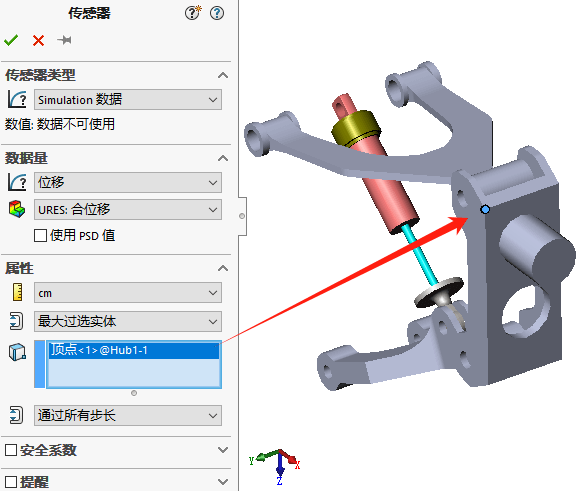 传感器
传感器类型
Simulation 数据
数值: 数据不可使用
数据量
位移
URES: 合位移
使用 PSD 值
属性
cm
最大过选实体
顶点<1>@Hub1-1
通过所有步长
安全系数
提醒
Y
X
Z